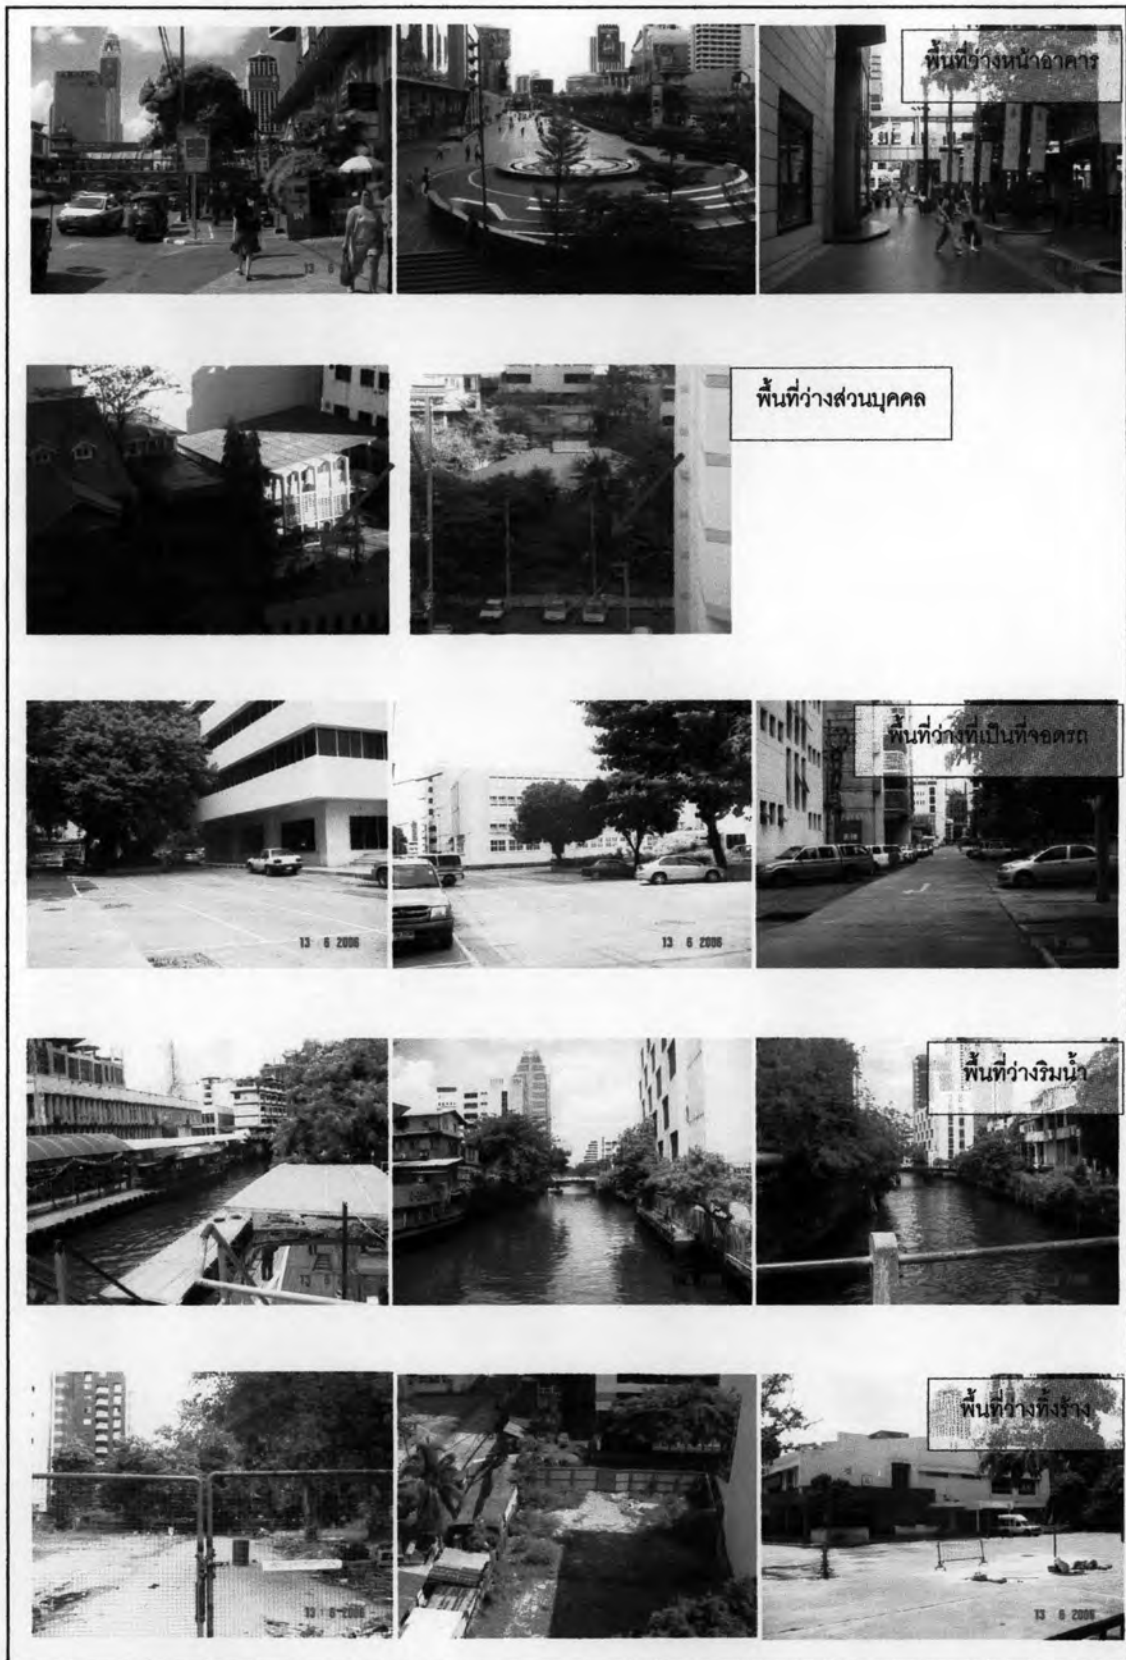 พื้นที่ว่างหน้าอาคาร
พื้นที่ว่างส่วนบุคคล
พื้นที่ว่างที่เป็นที่จอดรถ
13 6 2006
13 6 2006
พื้นที่ว่างริมน้ำ
พื้นที่ว่างทิ้งร้าง
13 6 2006
13 6 2006